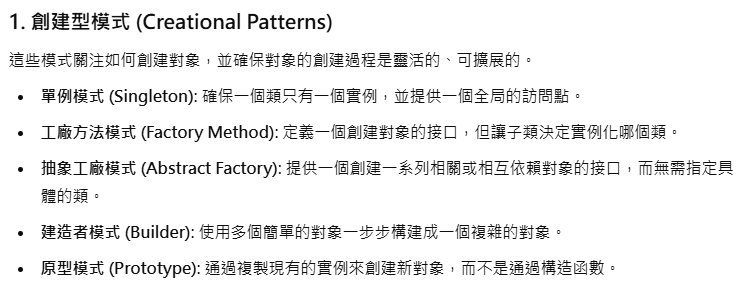 1. 創建型模式 (Creational Patterns)
這些模式關注如何創建對象，並確保對象的創建過程是靈活的、可擴展的。
• 單例模式 (Singleton): 確保一個類只有一個實例，並提供一個全局的訪問點。
• 工廠方法模式 (Factory Method): 定義一個創建對象的接口，但讓子類決定實例化哪個類。
• 抽象工廠模式 (Abstract Factory): 提供一個創建一系列相關或相互依賴對象的接口，而無需指定具
體的類。
• 建造者模式 (Builder): 使用多個簡單的對象一步步構建成一個複雜的對象。
• 原型模式 (Prototype): 通過複製現有的實例來創建新對象，而不是通過構造函數。